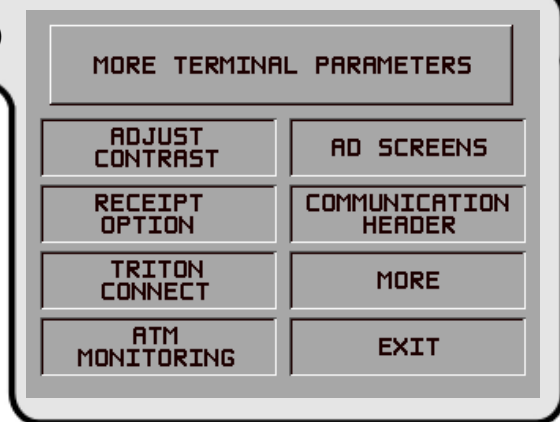 MORE TERMINAL PARAMETERS
ADJUST
CONTRAST
AD SCREENS
RECEIPT
OPTION
COMMUNICATION
HEADER
TRITON
CONNECT
MORE
ATM
MONITORING
EXIT